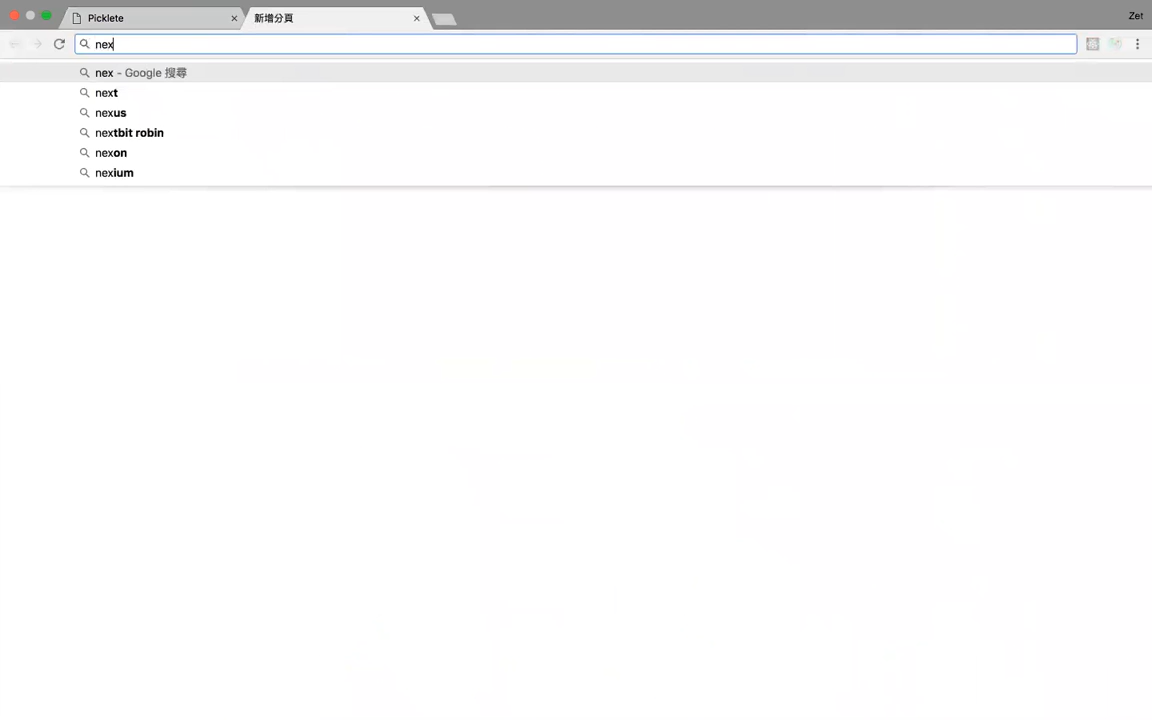 Picklete
新增分頁
Zet
nex
nex - Google 搜尋
next
nexus
nextbit robin
nexon
nexium